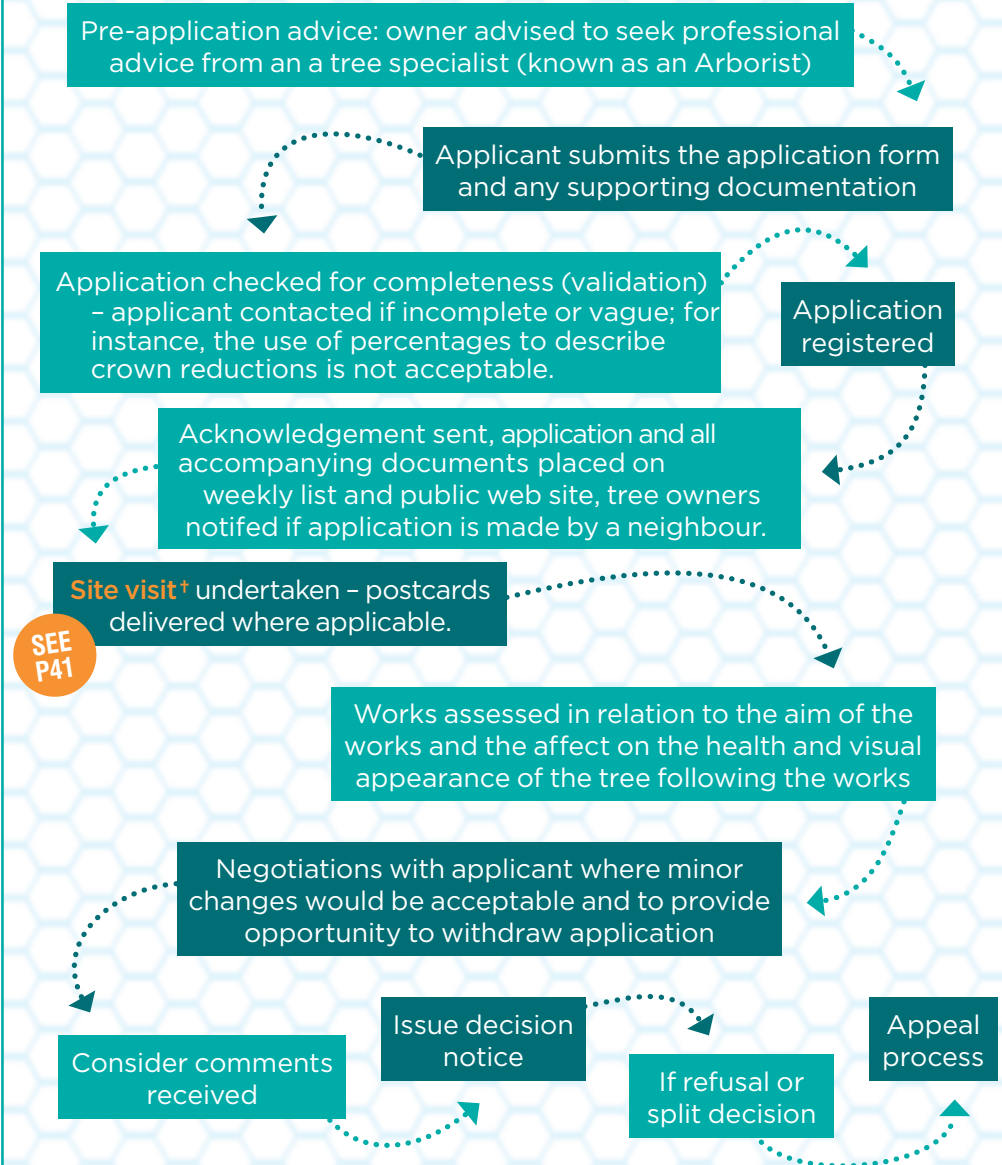 Pre-application advice: owner advised to seek professional
advice from an a tree specialist (known as an Arborist)
Applicant submits the application form
and any supporting documentation
Application checked for completeness (validation)
– applicant contacted if incomplete or vague; for
instance, the use of percentages to describe
crown reductions is not acceptable.
Application
registered
Acknowledgement sent, application and all
accompanying documents placed on
weekly list and public web site, tree owners
notifed if application is made by a neighbour.
Site visit† undertaken – postcards
delivered where applicable.
SEE
P41
Works assessed in relation to the aim of the
works and the affect on the health and visual
appearance of the tree following the works
Negotiations with applicant where minor
changes would be acceptable and to provide
opportunity to withdraw application
Consider comments
received
Issue decision
notice
If refusal or
split decision
Appeal
process